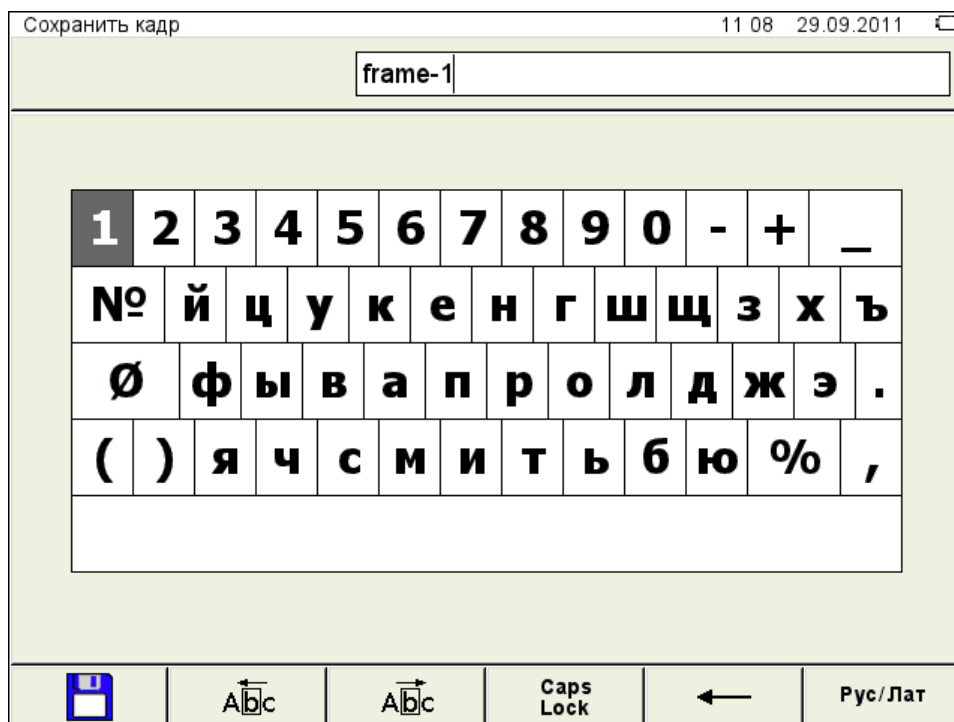 Сохранить кадр 11 08 29.09.2011
frame-1
1 2 3 4 5 6 7 8 9 0 - + _
№ й ц у к е н г ш щ з х ъ
Ø ф ы в а п р о л д ж э .
( ) я ч с м и т ь б ю % ,
Abc Abc Caps Lock Рус/Лат